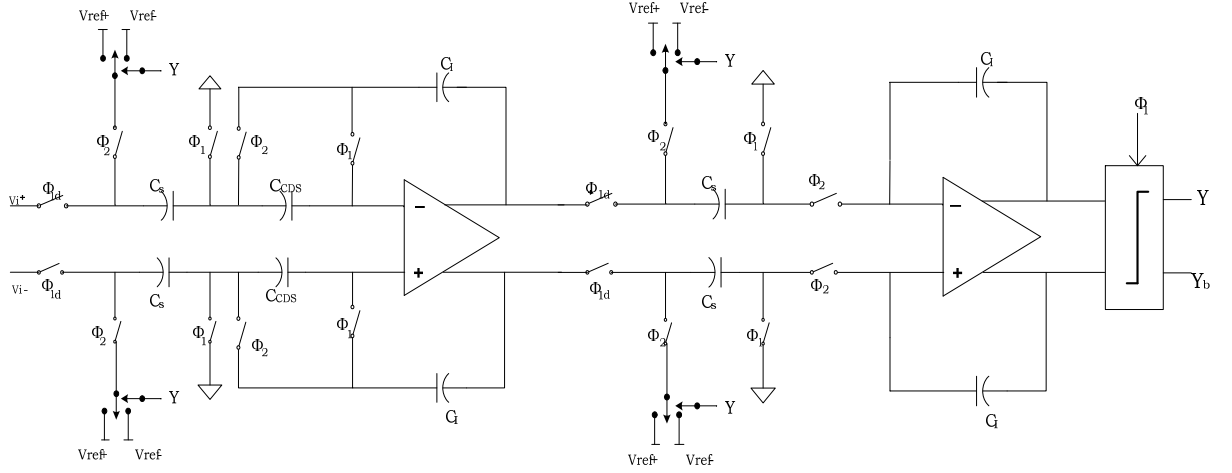 Vref+ Vref-
Y
Φ2
Φ1
Φ2
Φ1
CI
Vi+
Φ1d
Cs
CCDS
−
+
Vi-
Φ1d
Cs
CCDS
Φ2
Φ1
Φ2
Φ1
Y
CI
Vref+ Vref-
Vref+ Vref-
Y
Φ2
Φ1
CI
Φ1d
Cs
Φ2
−
+
Φ1d
Cs
Φ2
Φ2
Φ1
Y
CI
Vref+ Vref-
Φ1
Y
Yb